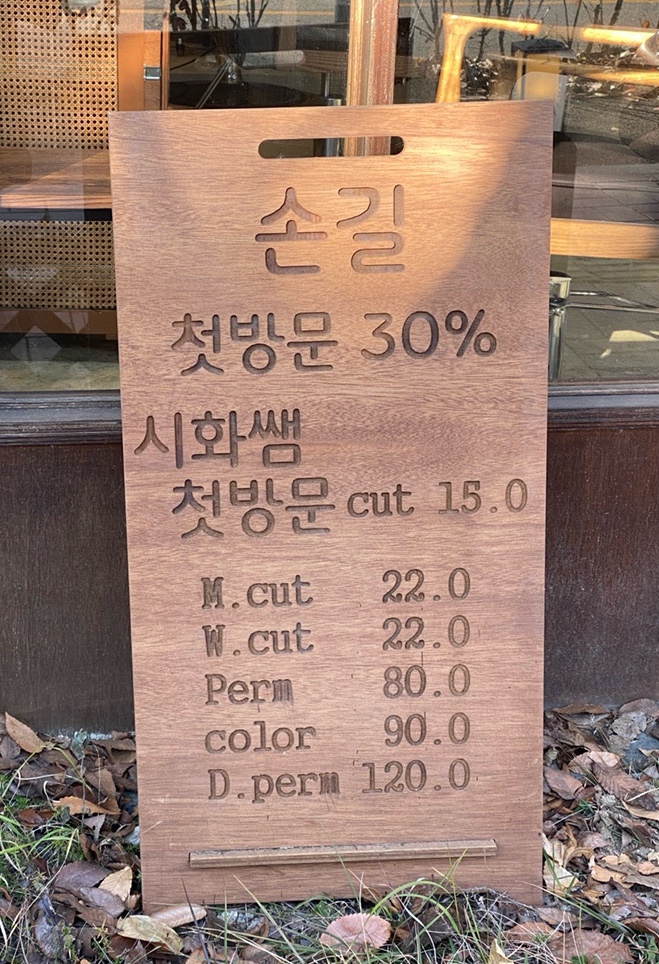 손길
첫방문 30%
시화쌤
첫방문 cut 15.0
M.cut 22.0
W.cut 22.0
Perm 80.0
color 90.0
D.perm 120.0